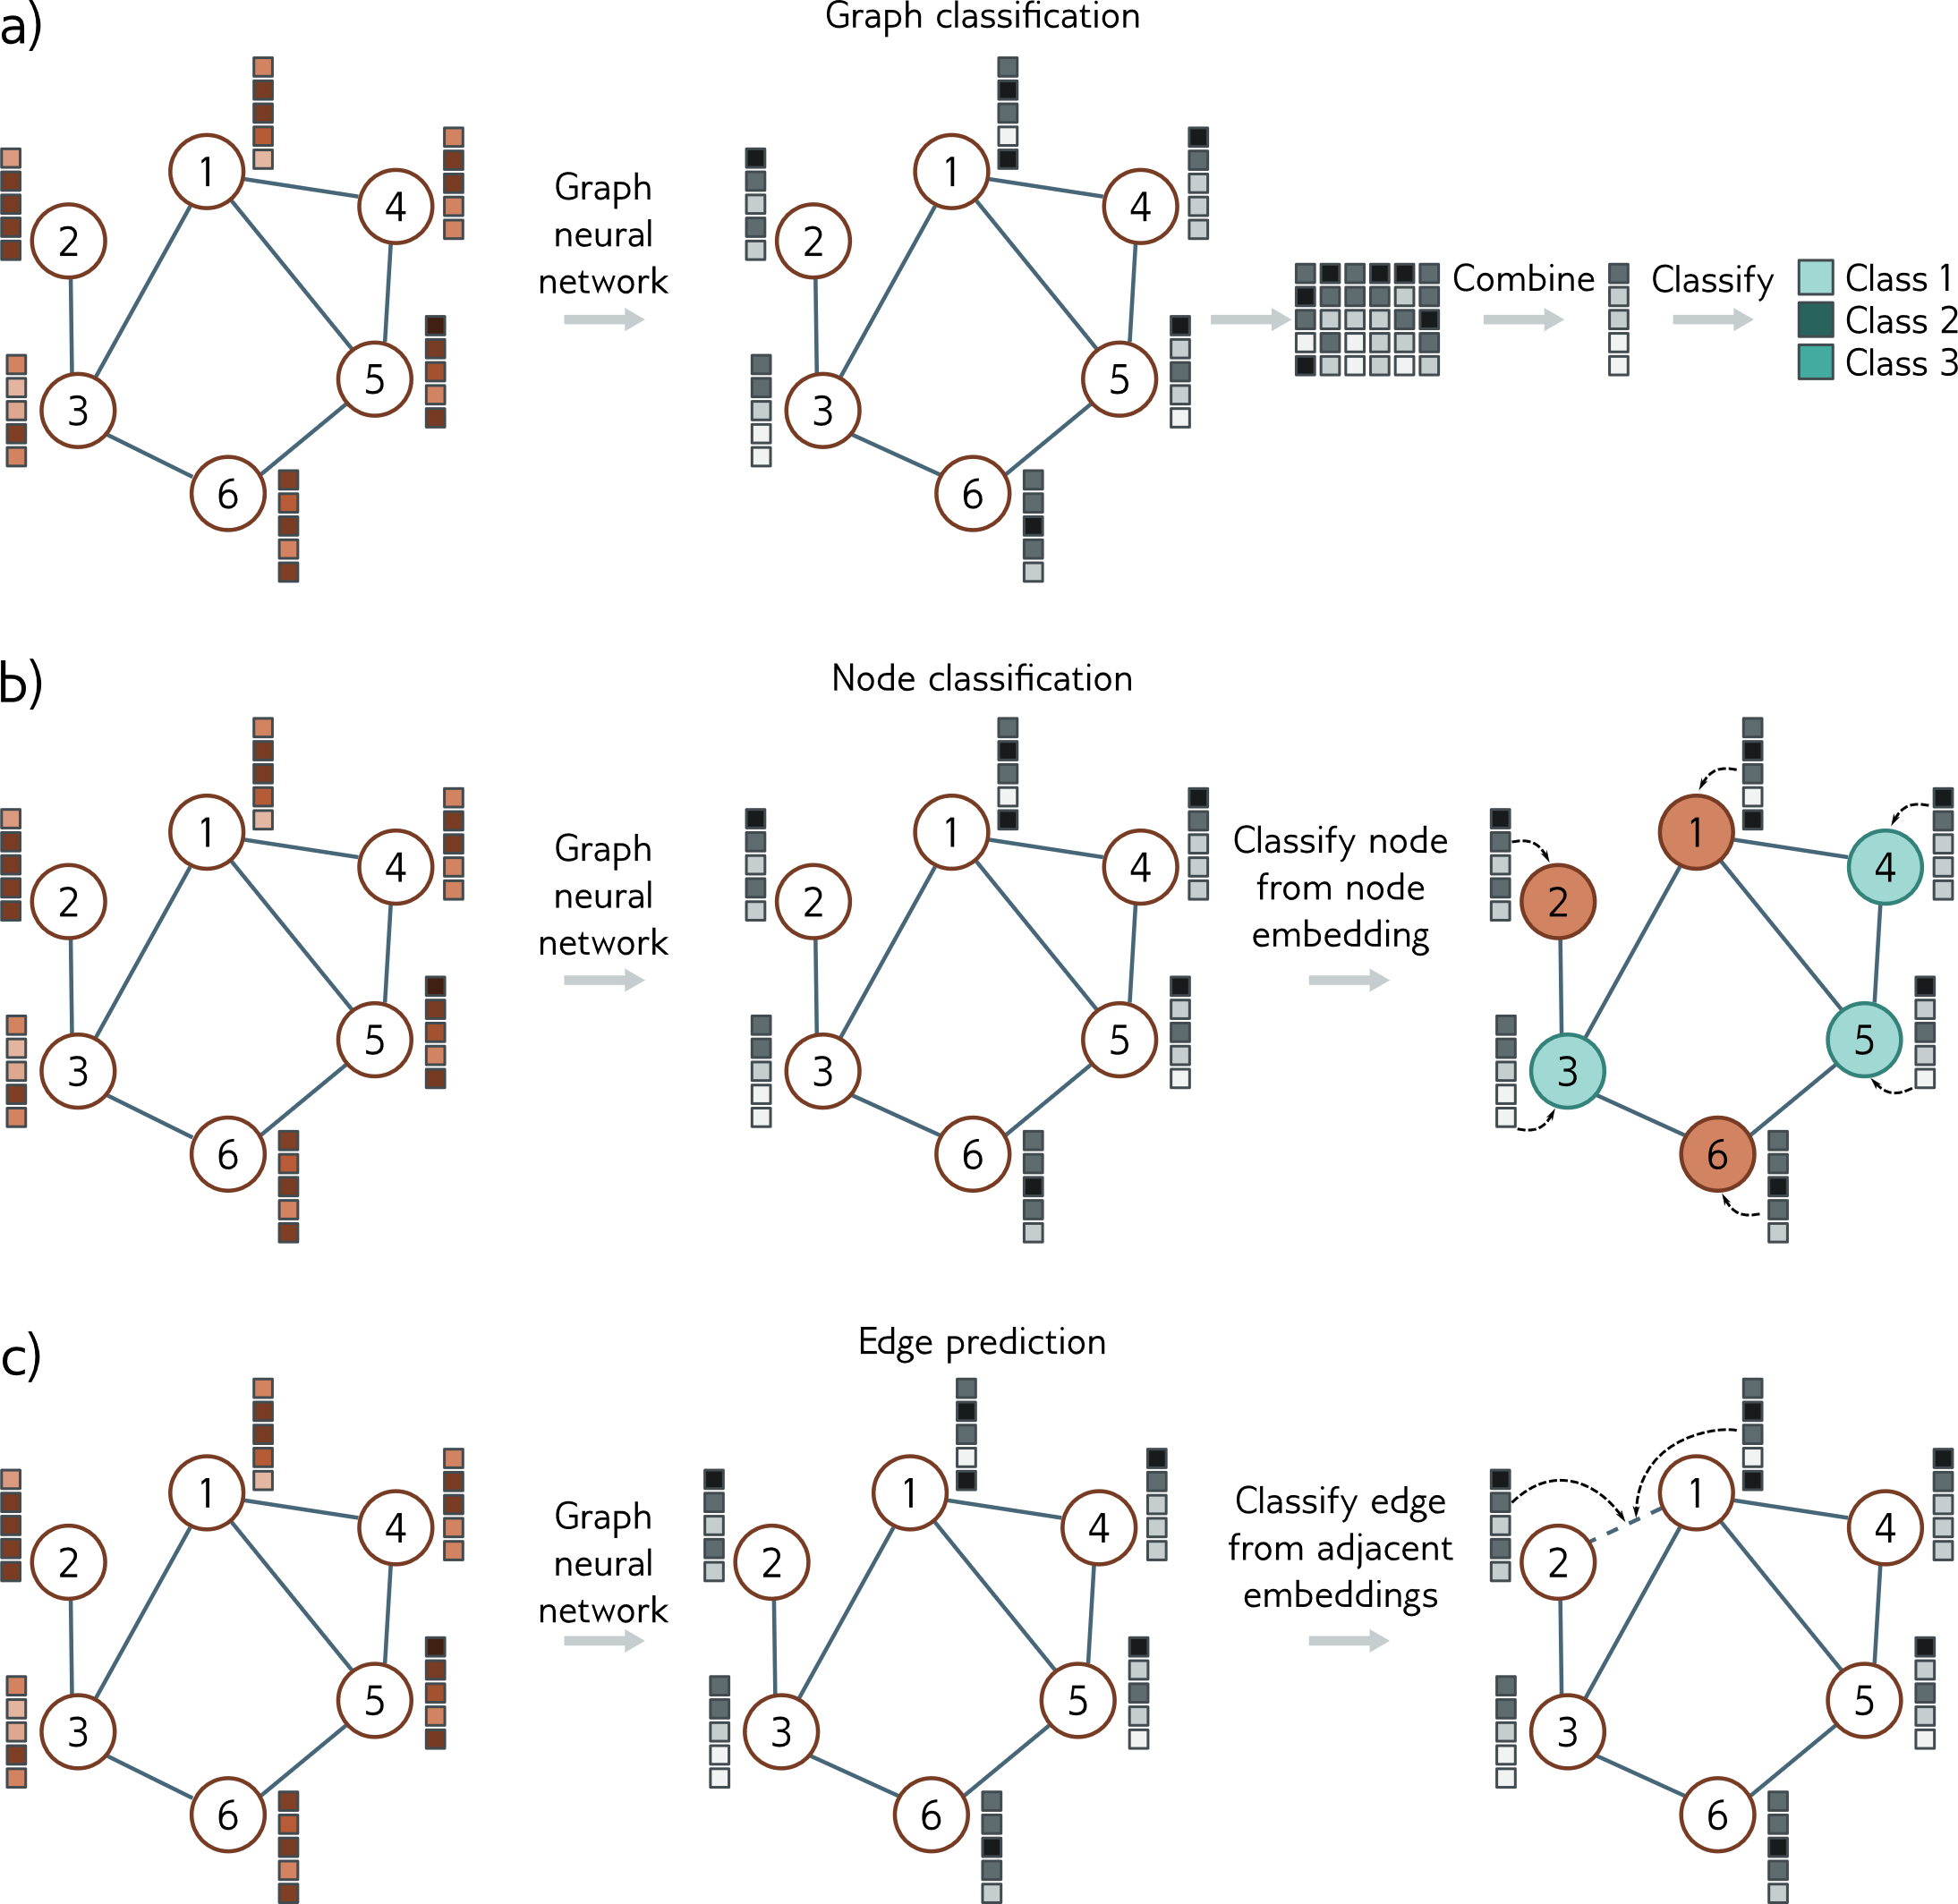 a)
Graph classification
1
2
3
4
5
6
Graph
neural
network
1
2
3
4
5
6
Combine
Classify
Class 1
Class 2
Class 3
b)
Node classification
1
2
3
4
5
6
Graph
neural
network
1
2
3
4
5
6
Classify node
from node
embedding
1
2
3
4
5
6
c)
Edge prediction
1
2
3
4
5
6
Graph
neural
network
1
2
3
4
5
6
Classify edge
from adjacent
embeddings
1
2
3
4
5
6